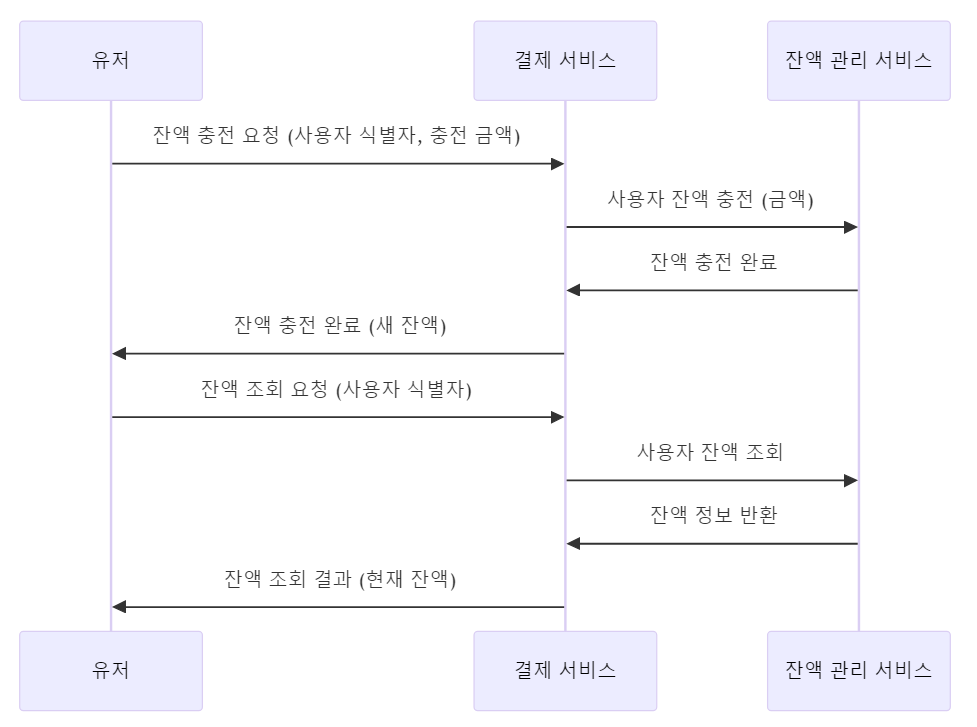 유저
결제 서비스
잔액 관리 서비스
잔액 충전 요청 (사용자 식별자, 충전 금액)
사용자 잔액 충전 (금액)
잔액 충전 완료
잔액 충전 완료 (새 잔액)
잔액 조회 요청 (사용자 식별자)
사용자 잔액 조회
잔액 정보 반환
잔액 조회 결과 (현재 잔액)
유저
결제 서비스
잔액 관리 서비스